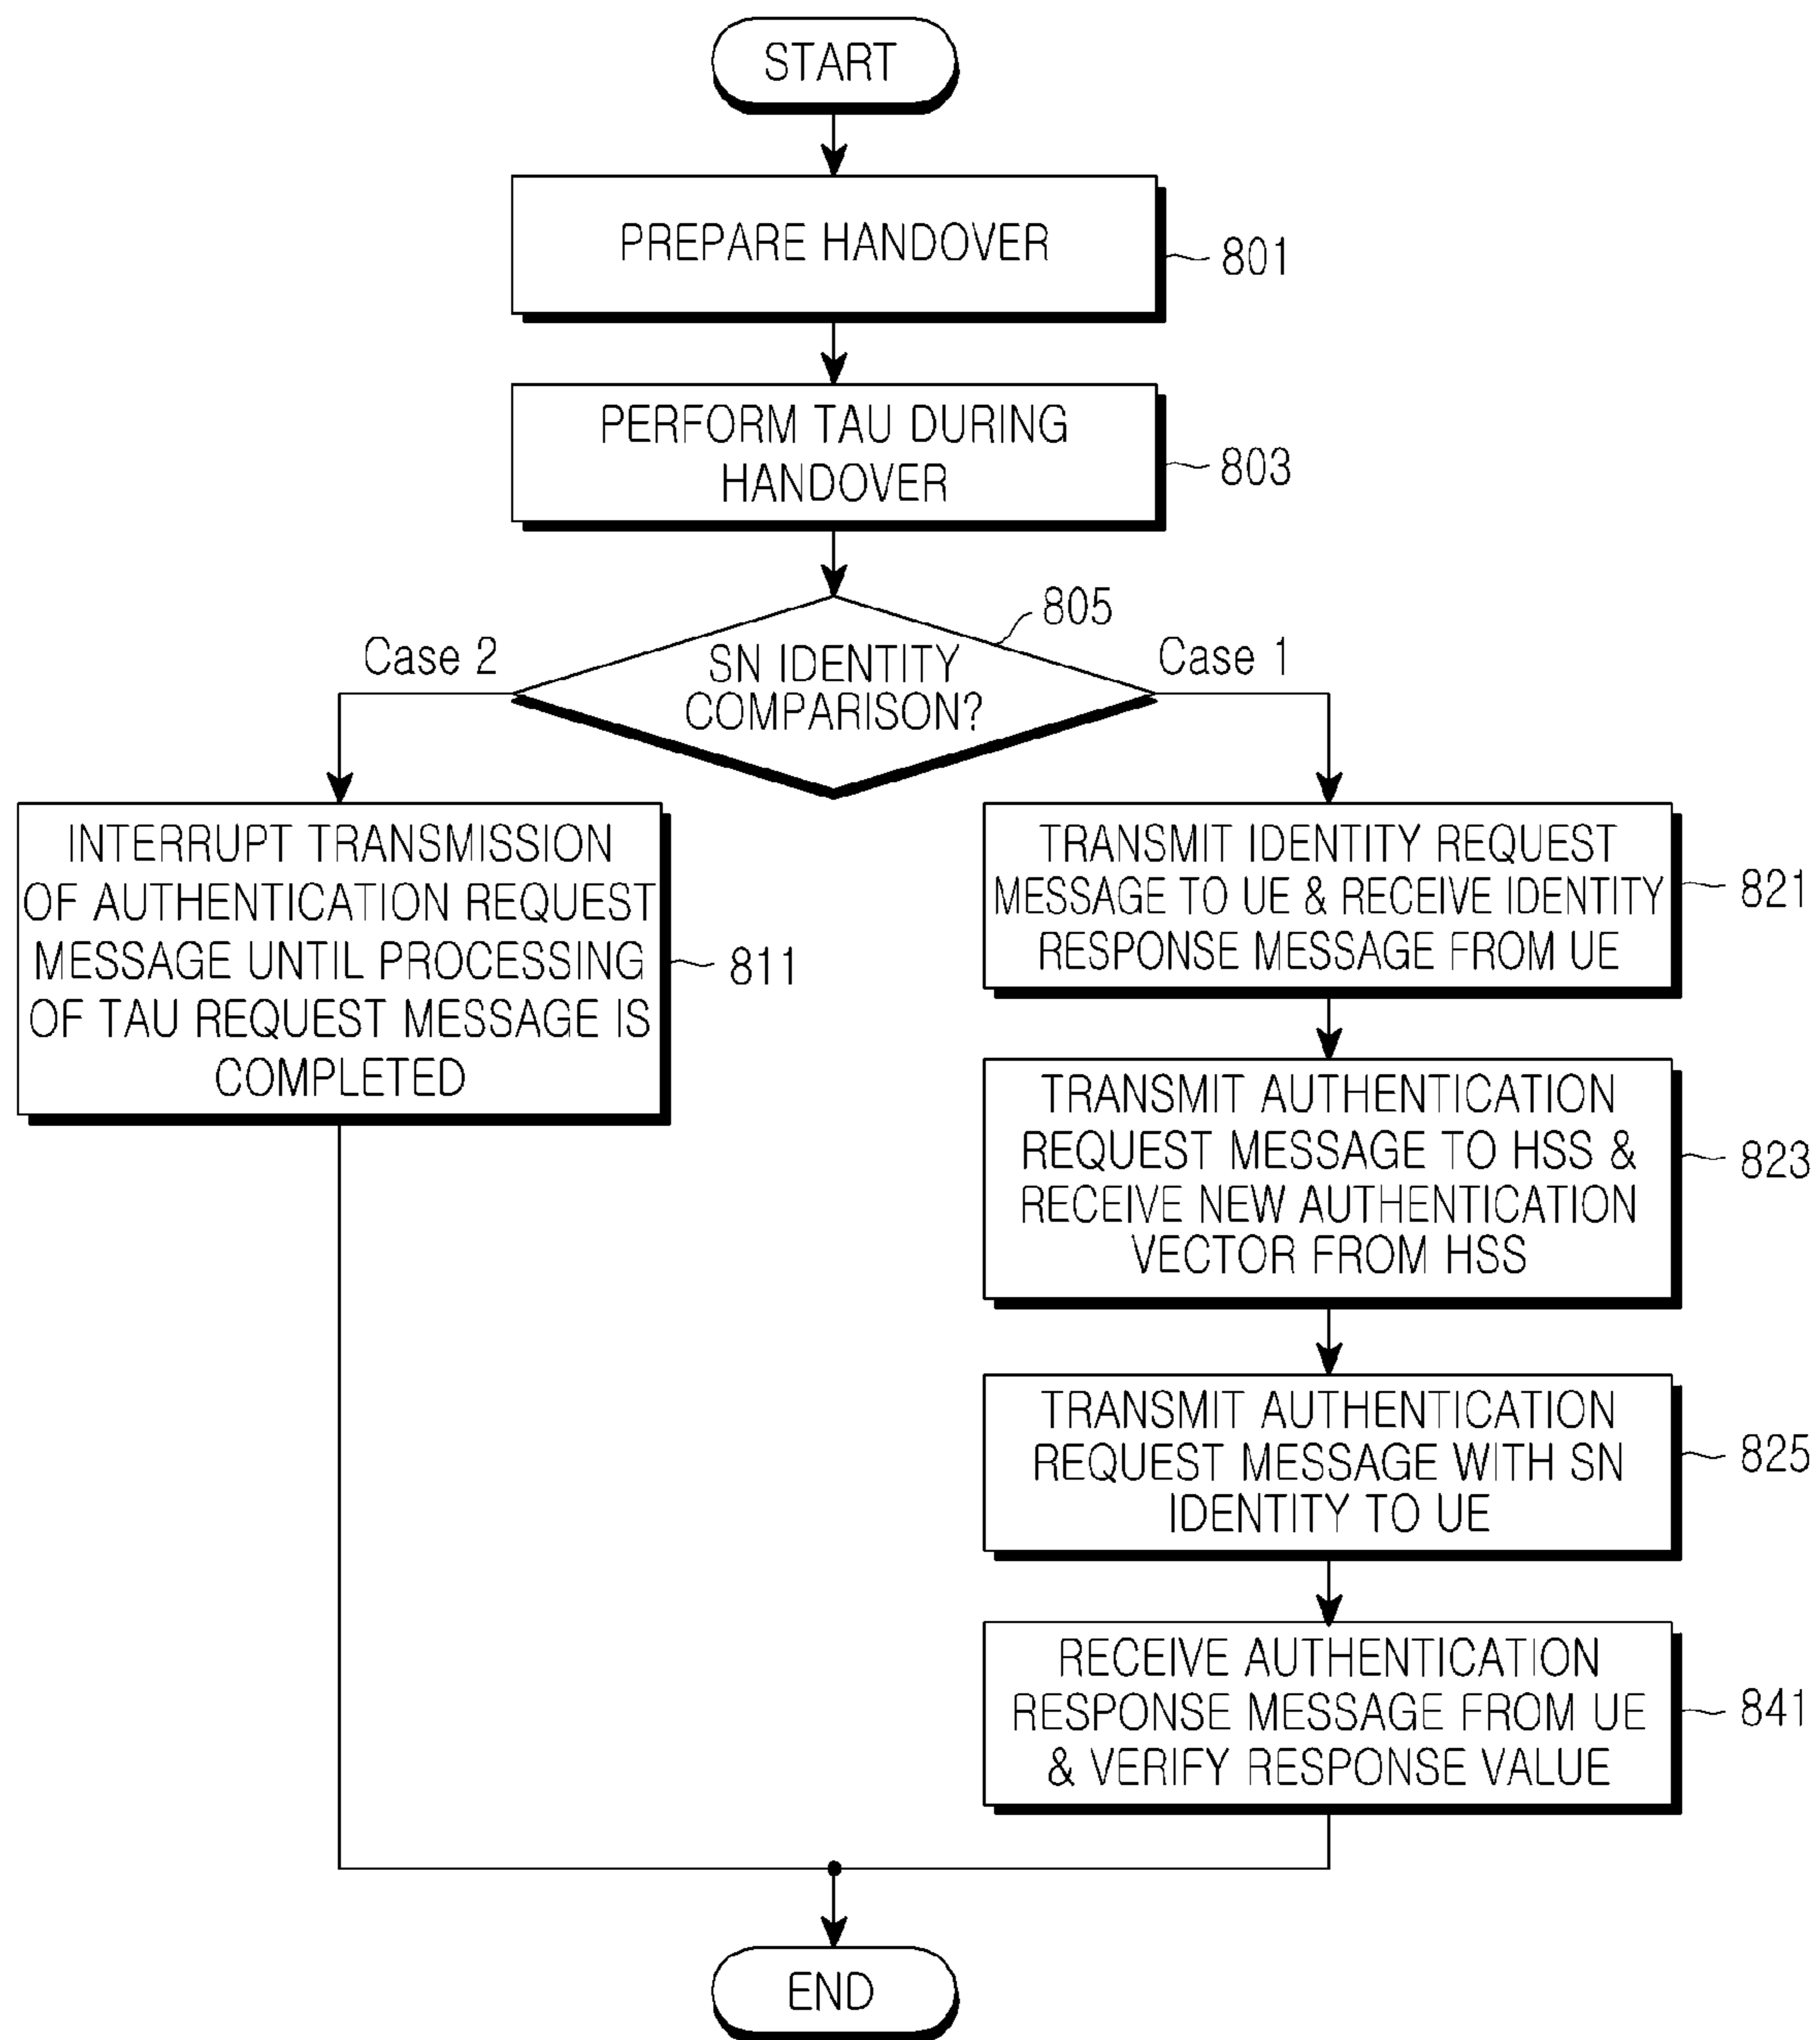 START
PREPARE HANDOVER
801
PERFORM TAU DURING
HANDOVER
803
805
Case 2
SN IDENTITY
COMPARISON?
Case 1
INTERRUPT TRANSMISSION
OF AUTHENTICATION REQUEST
MESSAGE UNTIL PROCESSING
OF TAU REQUEST MESSAGE IS
COMPLETED
811
TRANSMIT IDENTITY REQUEST
MESSAGE TO UE & RECEIVE IDENTITY
RESPONSE MESSAGE FROM UE
821
TRANSMIT AUTHENTICATION
REQUEST MESSAGE TO HSS &
RECEIVE NEW AUTHENTICATION
VECTOR FROM HSS
823
TRANSMIT AUTHENTICATION
REQUEST MESSAGE WITH SN
IDENTITY TO UE
825
RECEIVE AUTHENTICATION
RESPONSE MESSAGE FROM UE
& VERIFY RESPONSE VALUE
841
END